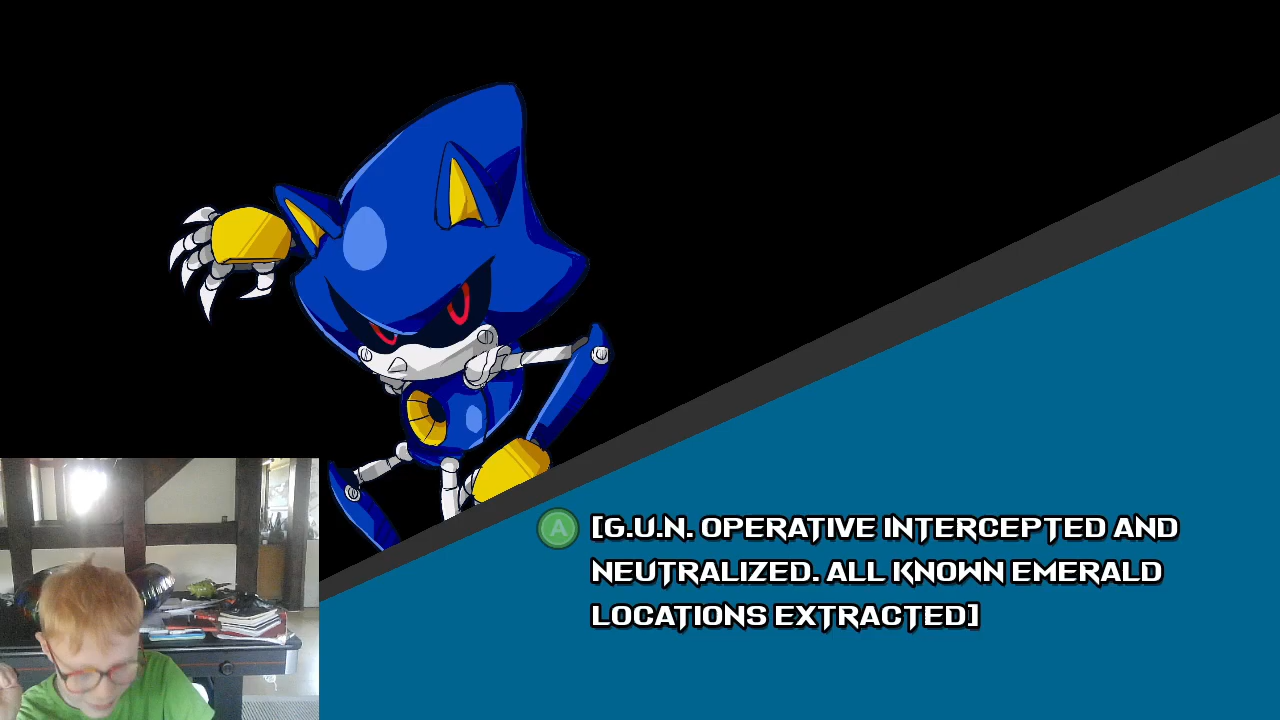 A [G.U.N. OPERATIVE INTERCEPTED AND
NEUTRALIZED. ALL KNOWN EMERALD
LOCATIONS EXTRACTED]